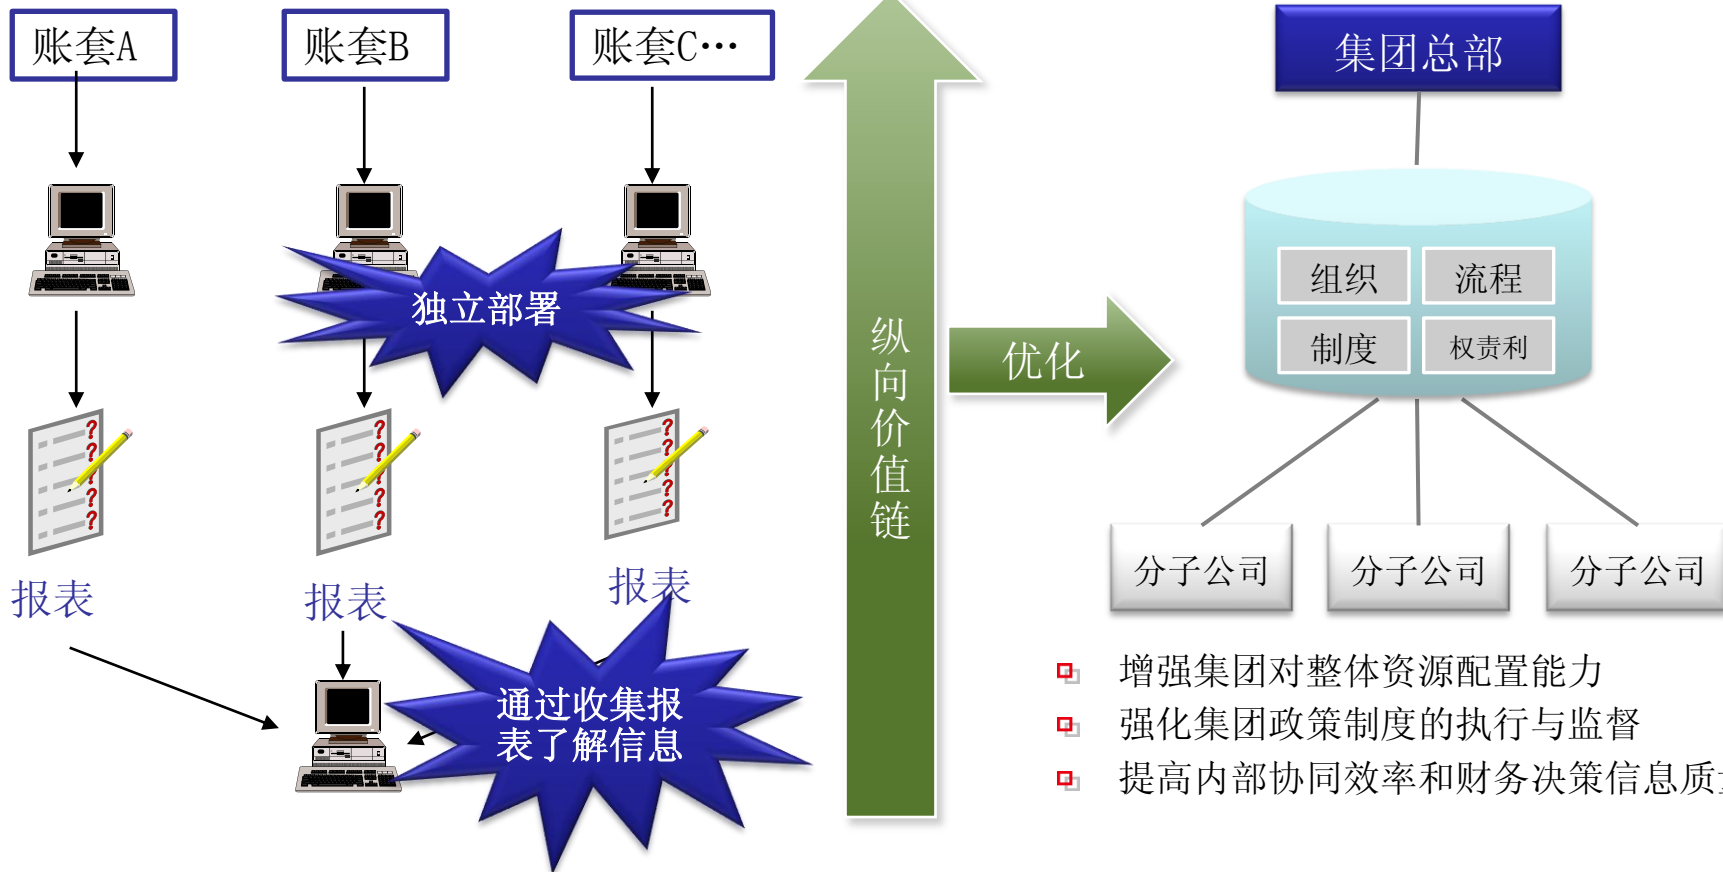 账套A
账套B
账套C…
独立部署
报表
报表
报表
通过收集报
表了解信息
纵向价值链
优化
集团总部
组织
流程
制度
权责利
分子公司
分子公司
分子公司
增强集团对整体资源配置能力
强化集团政策制度的执行与监督
提高内部协同效率和财务决策信息质